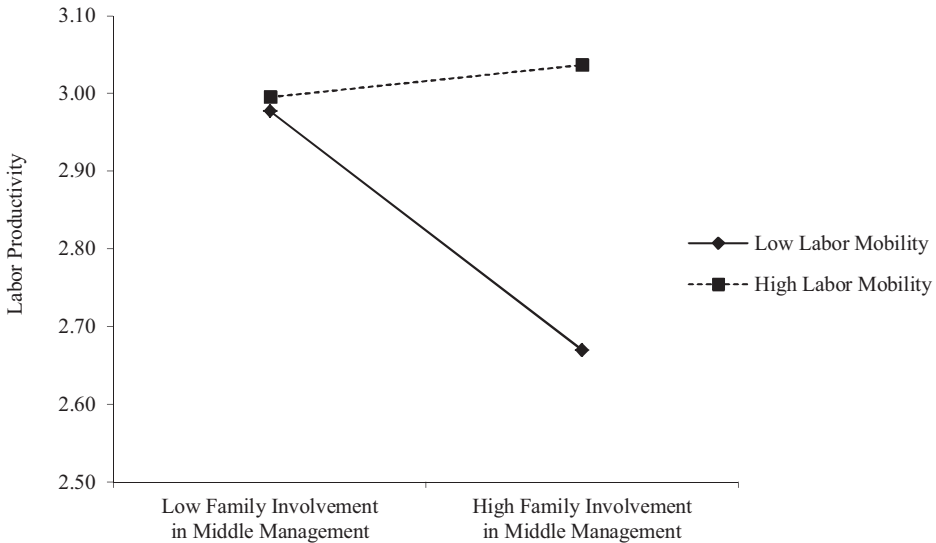 3.10
3.00
2.90
2.80
2.70
2.60
2.50
Labor Productivity
Low Family Involvement
in Middle Management
High Family Involvement
in Middle Management
Low Labor Mobility
High Labor Mobility